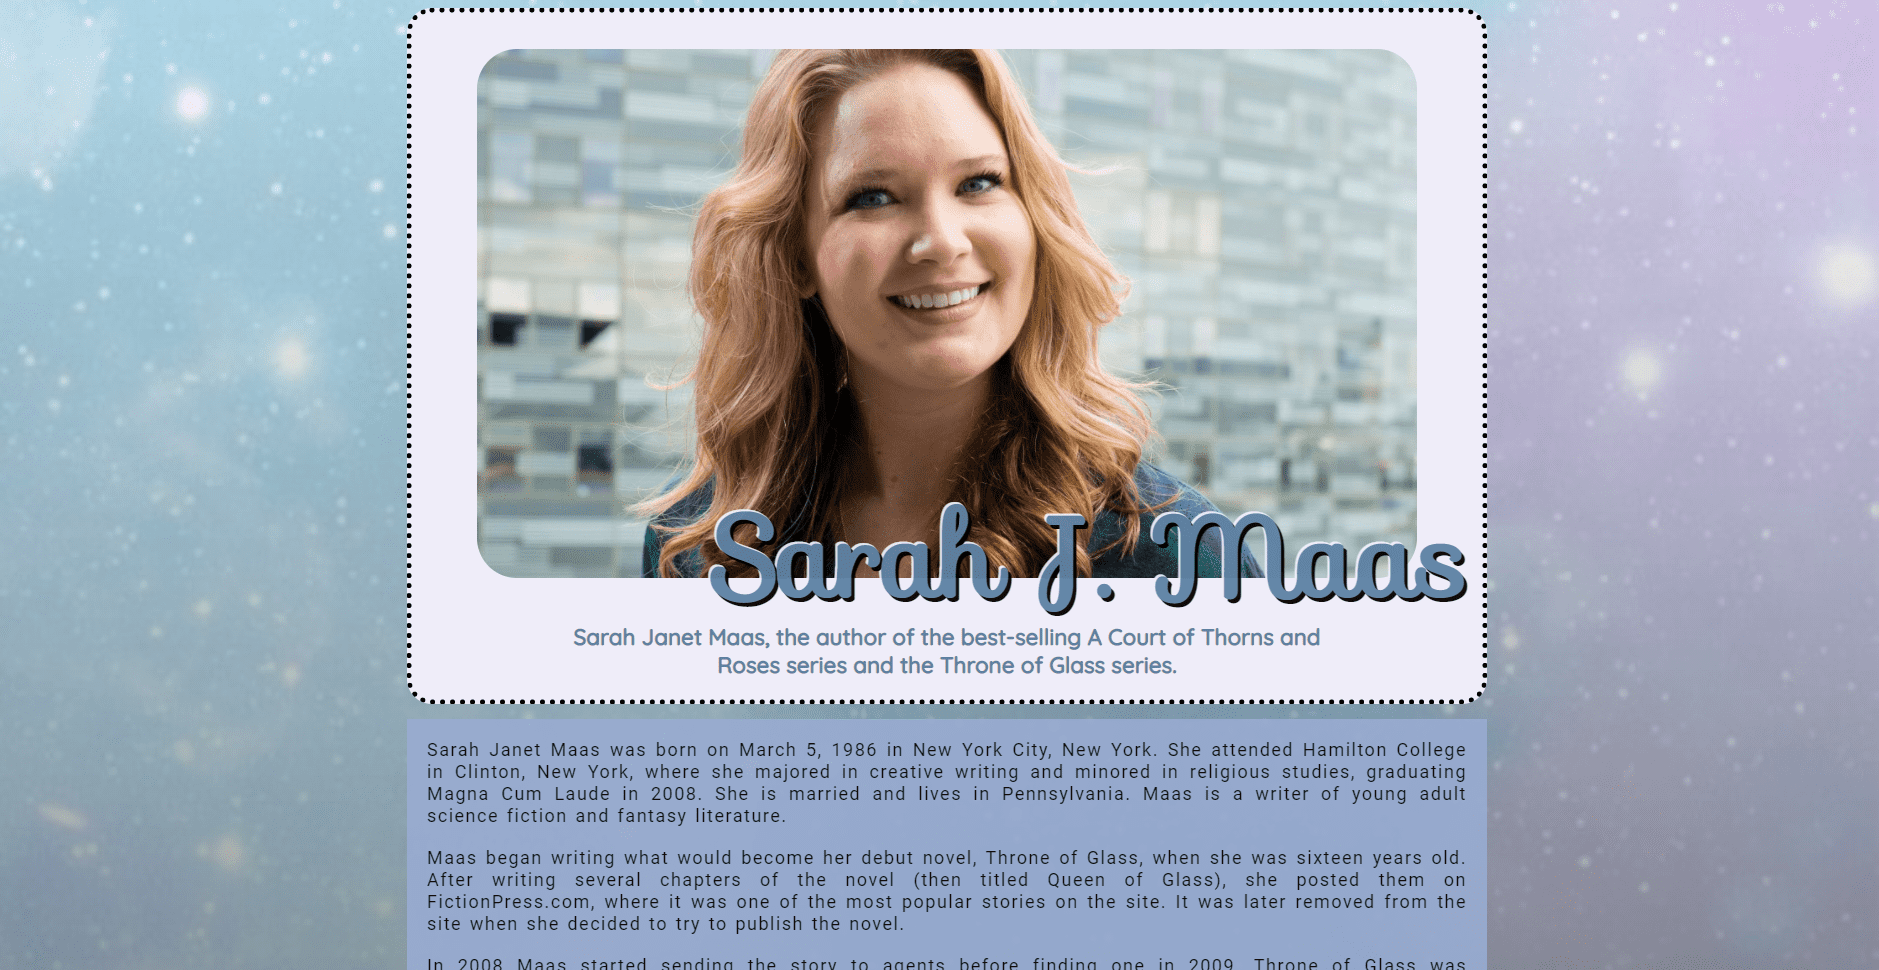 Sarah J. Maas
Sarah Janet Maas, the author of the best-selling A Court of Thorns and
Roses series and the Throne of Glass series.
Sarah Janet Maas was born on March 5, 1986 in New York City, New York. She attended Hamilton College
in Clinton, New York, where she majored in creative writing and minored in religious studies, graduating
Magna Cum Laude in 2008. She is married and lives in Pennsylvania. Maas is a writer of young adult
science fiction and fantasy literature.
Maas began writing what would become her debut novel, Throne of Glass, when she was sixteen years old.
After writing several chapters of the novel (then titled Queen of Glass), she posted them on
FictionPress.com, where it was one of the most popular stories on the site. It was later removed from the
site when she decided to try to publish the novel.
In 2008 Maas started sending the story to agents before finding one in 2009. Throne of Glass was